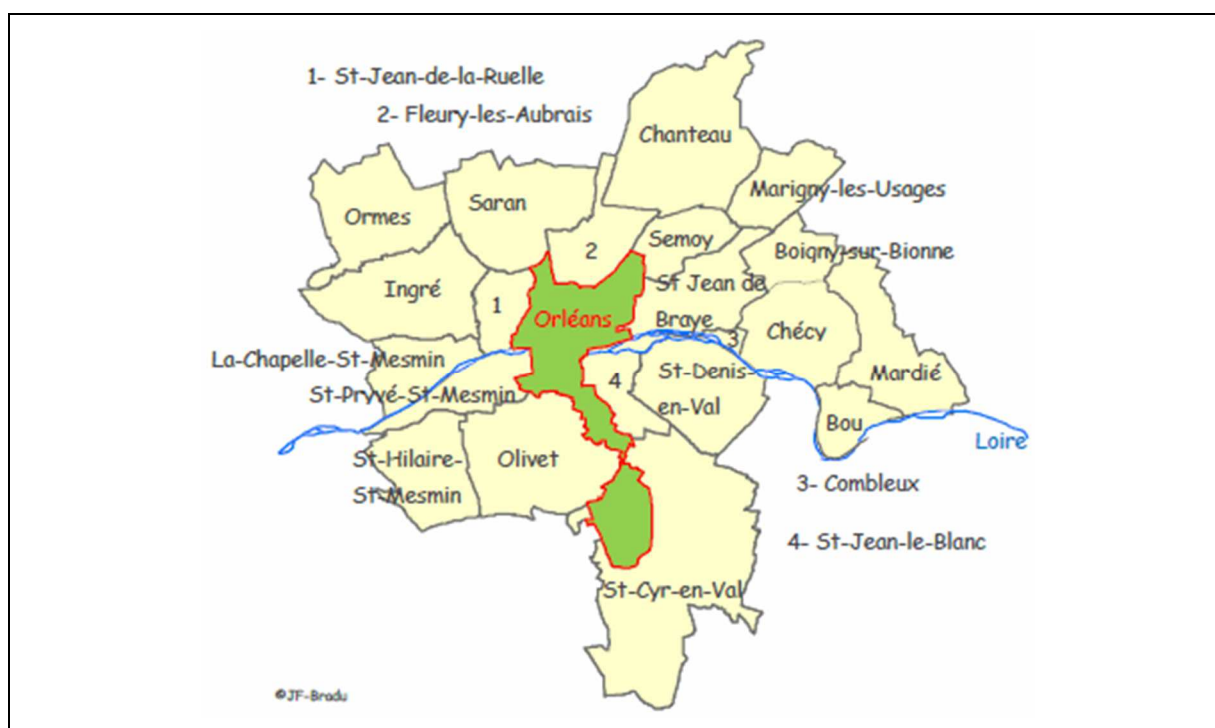 1- St-Jean-de-la-Ruelle
2- Fleury-les-Aubrais
Chanteau
Marigny-les-Usages
Ormes
Saran
Semoy
2
Boigny-sur-Bionne
Ingré
1
St Jean de
Braye
Orléans
3
Chécy
La-Chapelle-St-Mesmin
St-Pryvé-St-Mesmin
4
St-Denis-
en-Val
Mardié
Bou
Loire
St-Hilaire-
St-Mesmin
Olivet
3- Combleux
4- St-Jean-le-Blanc
St-Cyr-en-Val
©JF-Bradu